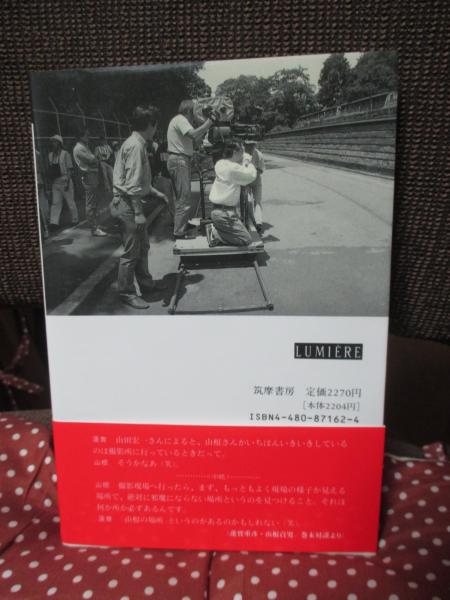 LUMIÈRE
筑摩書房 定価2270円
[本体2204円]
ISBN4-480-87162-4
蓮實 山田宏一さんによると、山根さんがいちばんいきいきしている
のは撮影所に行っているときだって。
山根 そうかなあ(笑)。
…………(中略)…………
山根 撮影現場へ行ったら、まず、もっともよく現場の様子が見える
場所で、絶対に邪魔にならない場所というのを見つけること。それは
何か所か必ずあるんです。
蓮實 「山根の場所」というのがあるのかもしれない(笑)。
(蓮實重彦・山根貞男 巻末対談より)